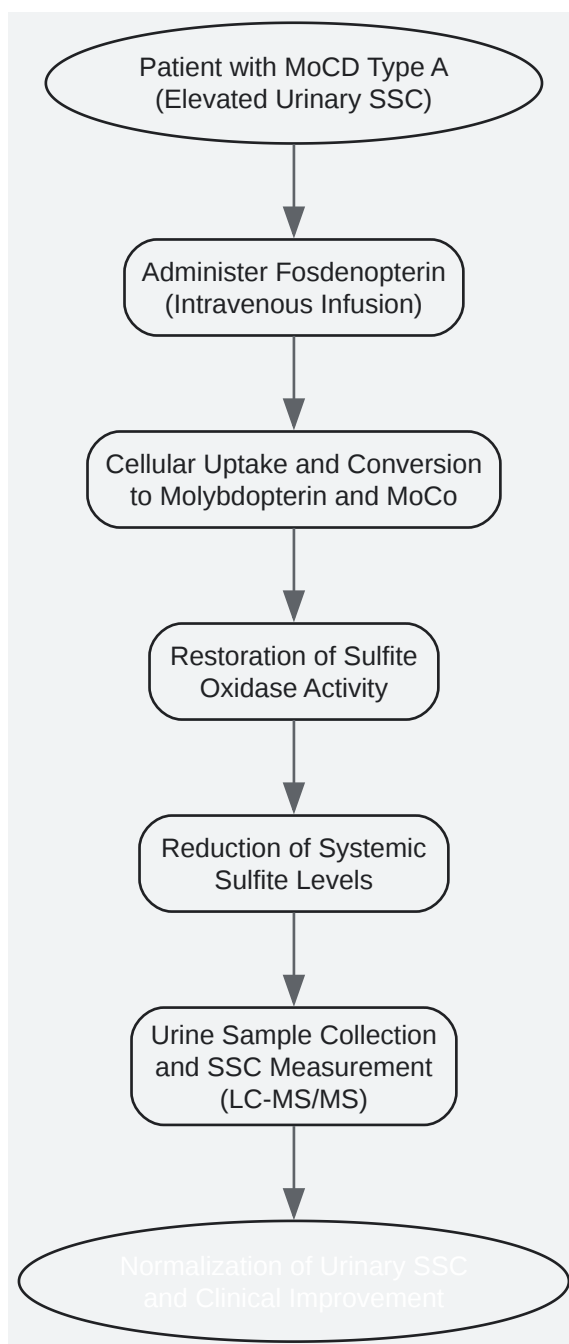 Patient with MoCD Type A
(Elevated Urinary SSC)
Administer Fosdenopterin
(Intravenous Infusion)
Cellular Uptake and Conversion
to Molybdopterin and MoCo
Restoration of Sulfite
Oxidase Activity
Reduction of Systemic
Sulfite Levels
Urine Sample Collection
and SSC Measurement
(LC-MS/MS)
Normalization of Urinary SSC
and Clinical Improvement